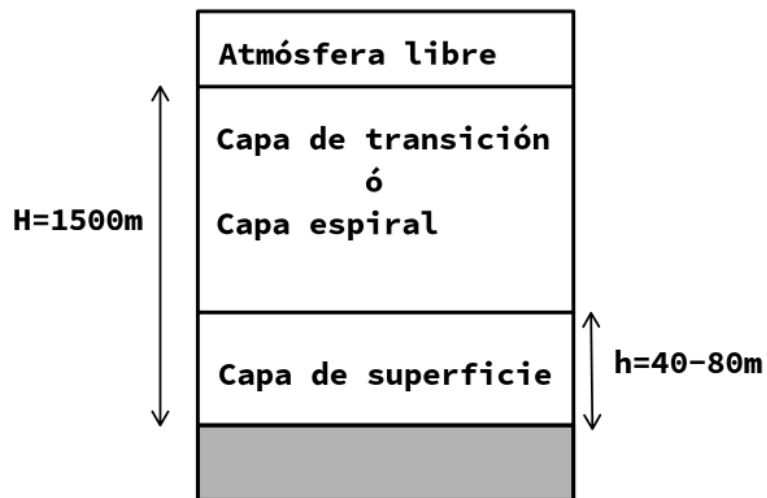 Atmósfera libre
Capa de transición
ó
Capa espiral
H=1500m
Capa de superficie
h=40-80m